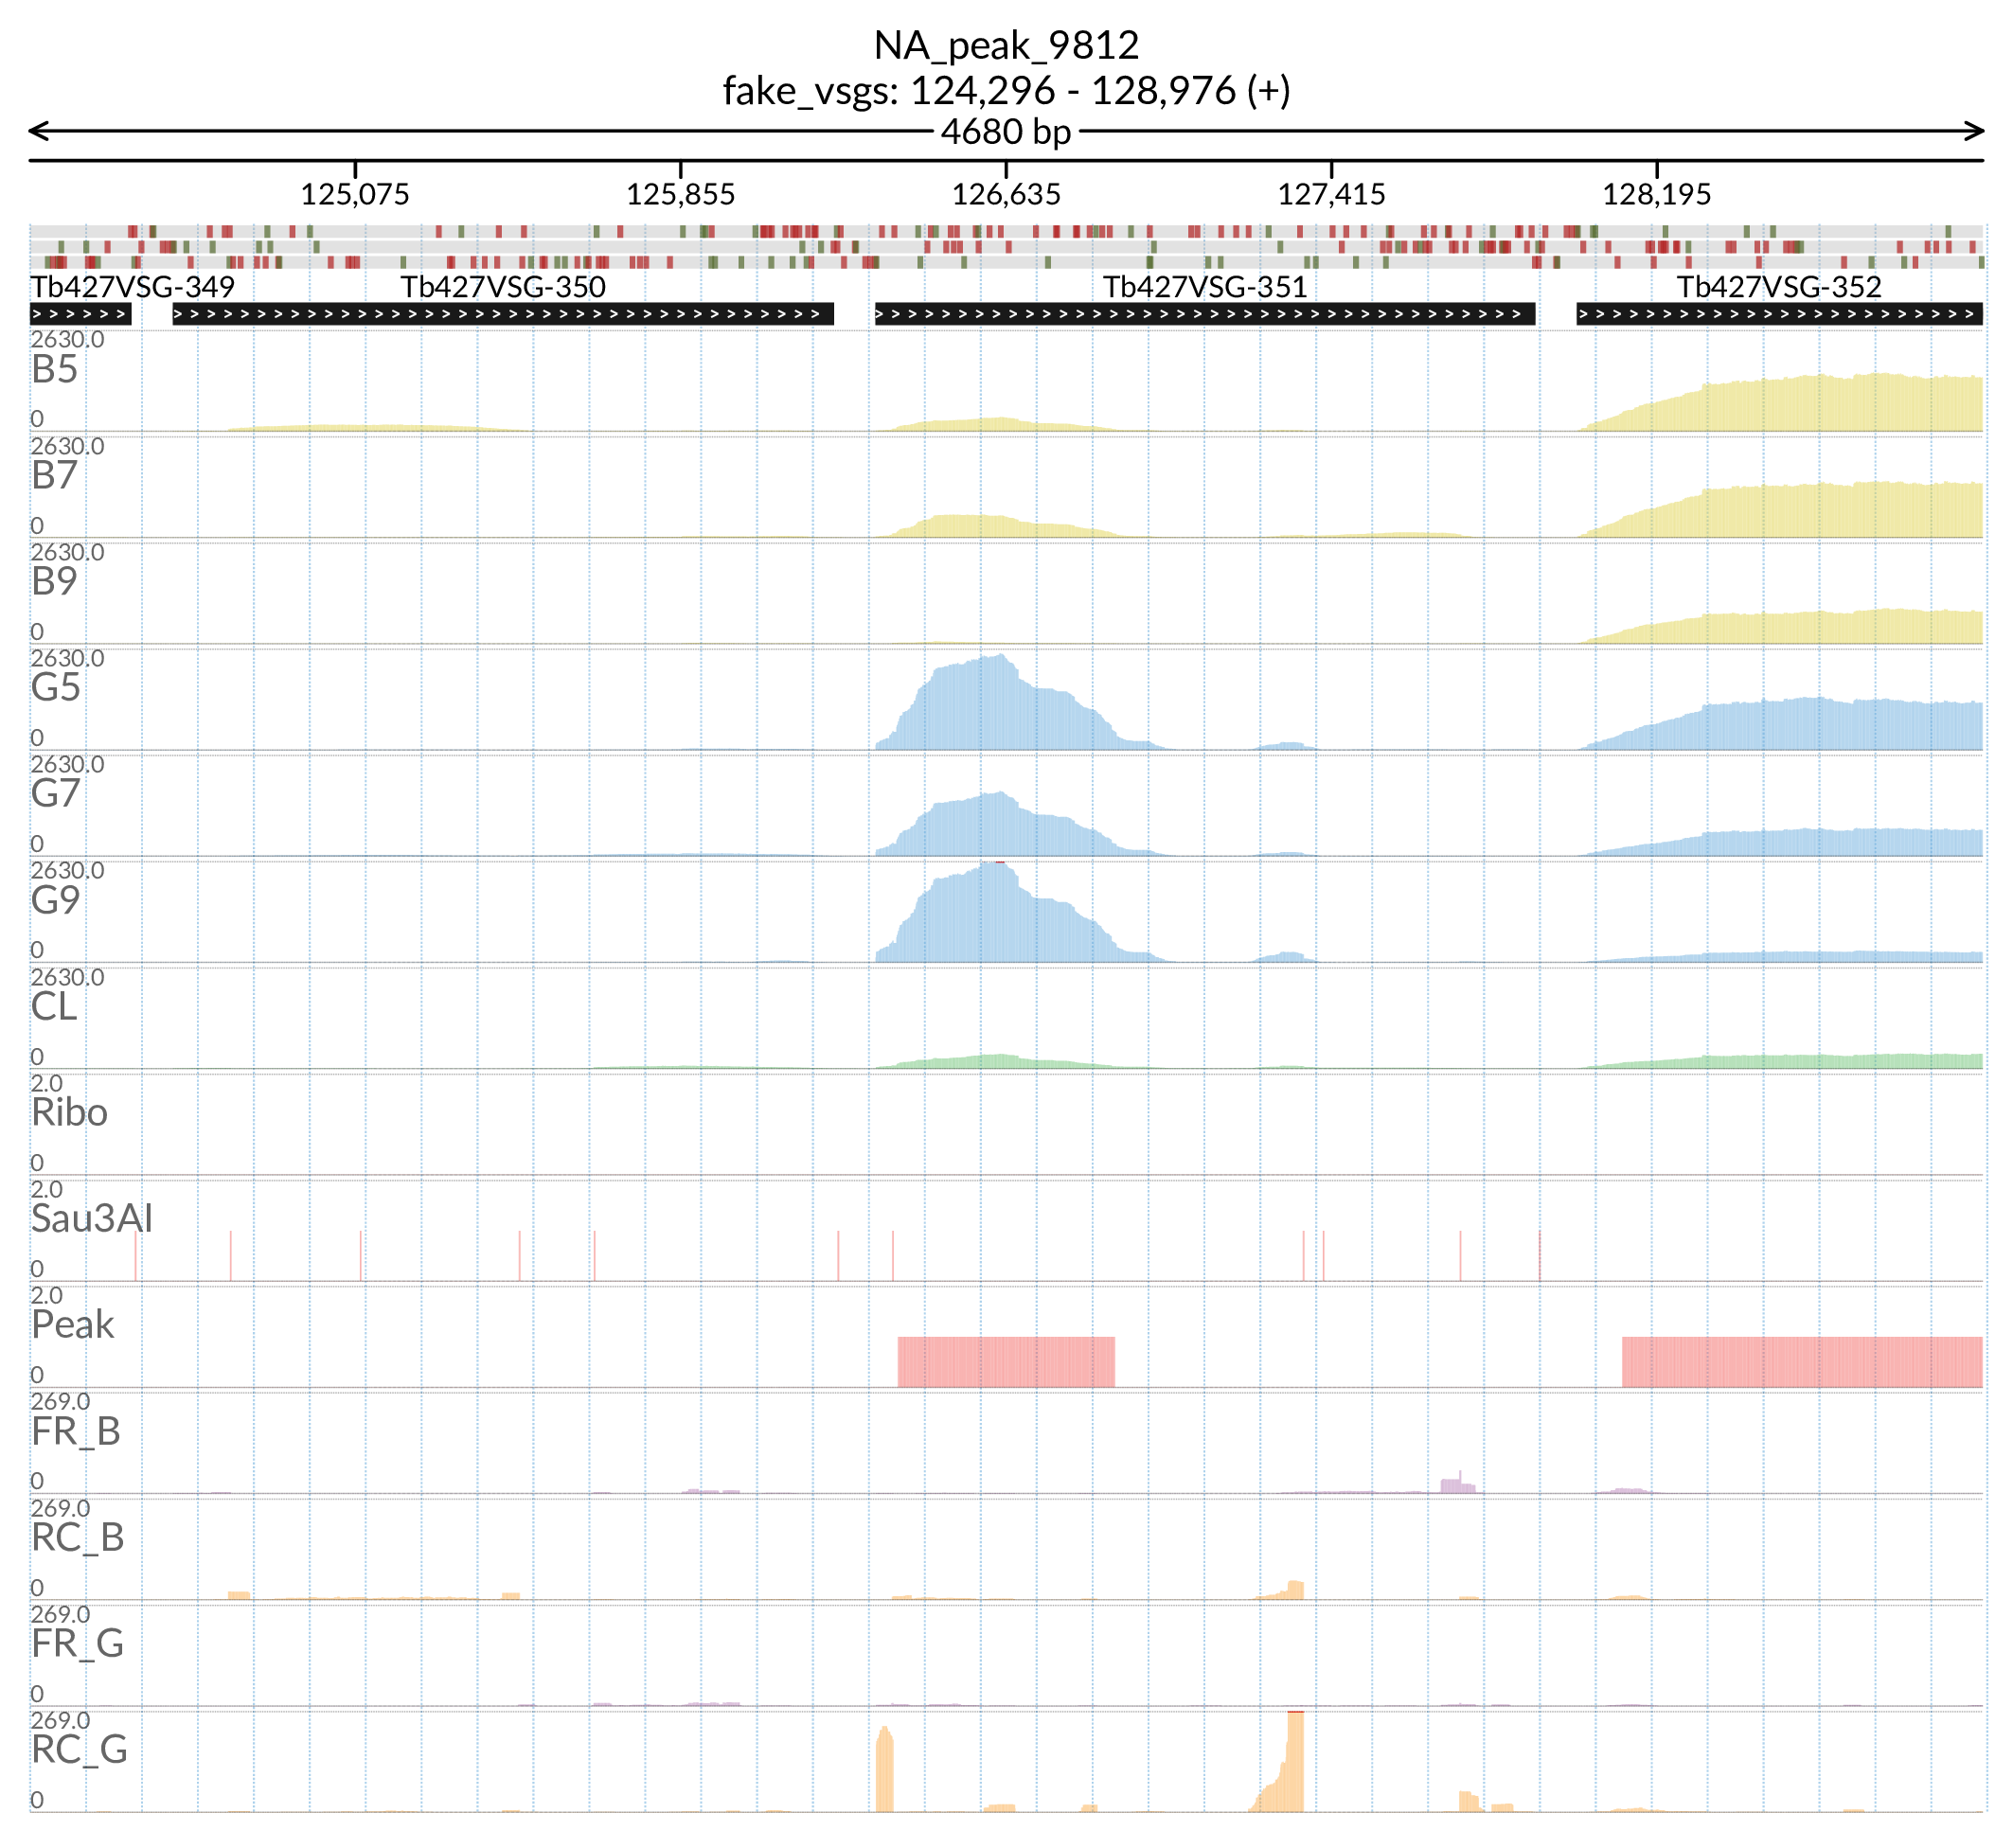 NA_peak_9812
fake_vsgs: 124,296 - 128,976 (+)
4680 bp
125,075 125,855 126,635 127,415 128,195
Tb427VSG-349 Tb427VSG-350 Tb427VSG-351 Tb427VSG-352
2630.0
B5
0
2630.0
B7
0
2630.0
B9
0
2630.0
G5
0
2630.0
G7
0
2630.0
G9
0
2630.0
CL
0
2.0
Ribo
0
2.0
Sau3AI
0
2.0
Peak
0
269.0
FR_B
0
269.0
RC_B
0
269.0
FR_G
0
269.0
RC_G
0